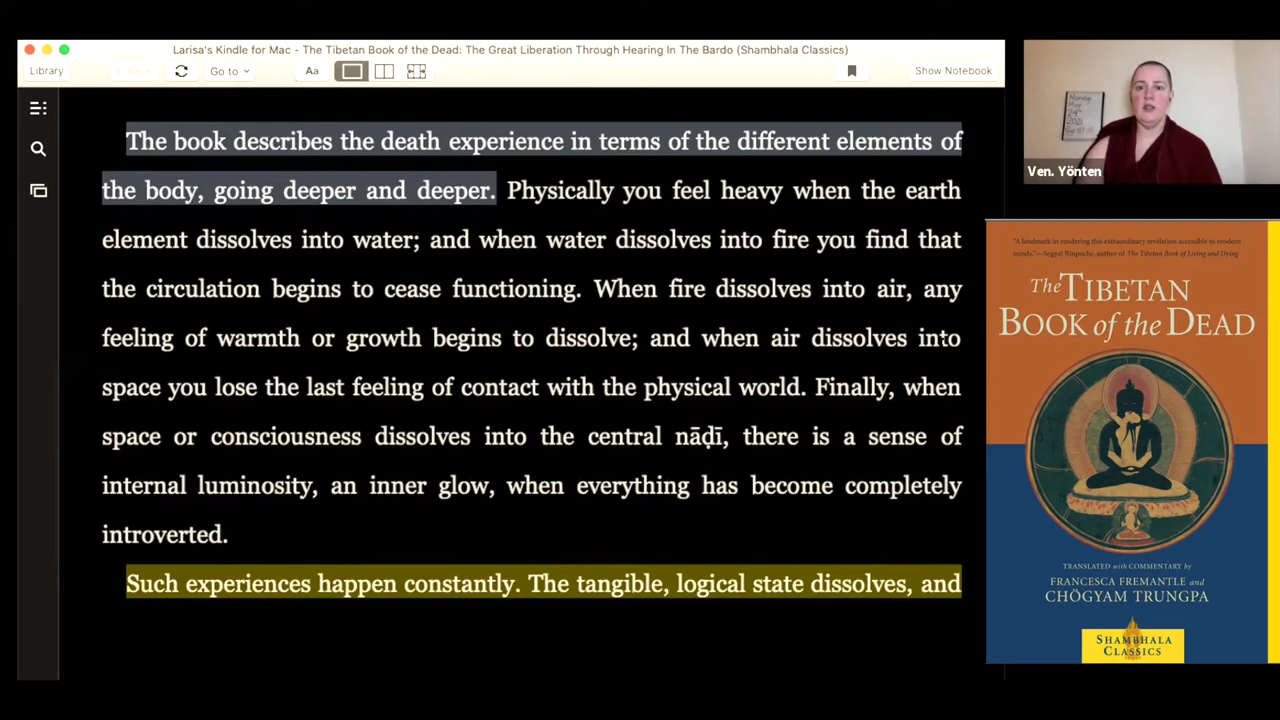 Larisa's Kindle for Mac - The Tibetan Book of the Dead: The Great Liberation Through Hearing In The Bardo (Shambhala Classics)
Library
Back
Go to
Aa
Show Notebook
The book describes the death experience in terms of the different elements of
the body, going deeper and deeper. Physically you feel heavy when the earth
element dissolves into water; and when water dissolves into fire you find that
the circulation begins to cease functioning. When fire dissolves into air, any
feeling of warmth or growth begins to dissolve; and when air dissolves into
space you lose the last feeling of contact with the physical world. Finally, when
space or consciousness dissolves into the central nāḍī, there is a sense of
internal luminosity, an inner glow, when everything has become completely
introverted.
Such experiences happen constantly. The tangible, logical state dissolves, and
Monday
May
24th
2021
Ven. Yönten
"A landmark in rendering this extraordinary revelation accessible to modern
minds."—Sogyal Rinpoche, author of The Tibetan Book of Living and Dying
The TIBETAN
BOOK of the DEAD
TRANSLATED with COMMENTARY by
FRANCESCA FREMANTLE and
CHÖGYAM TRUNGPA
SHAMBHALA
CLASSICS